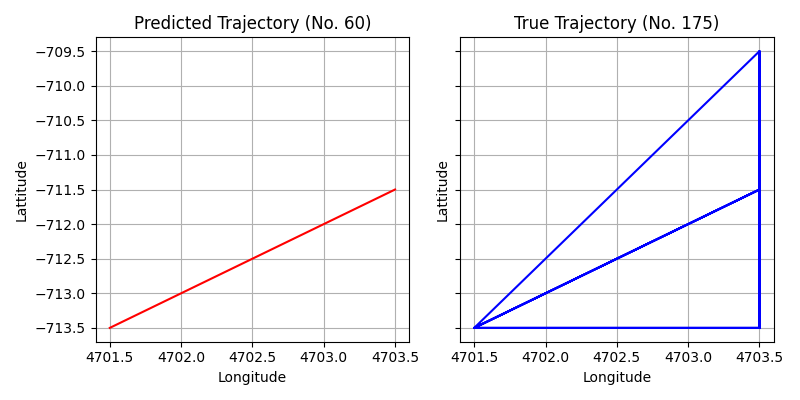 Predicted Trajectory (No. 60)
−709.5
−710.0
−710.5
−711.0
−711.5
−712.0
−712.5
−713.0
−713.5
Lattitude
4701.5 4702.0 4702.5 4703.0 4703.5
Longitude
True Trajectory (No. 175)
Lattitude
4701.5 4702.0 4702.5 4703.0 4703.5
Longitude